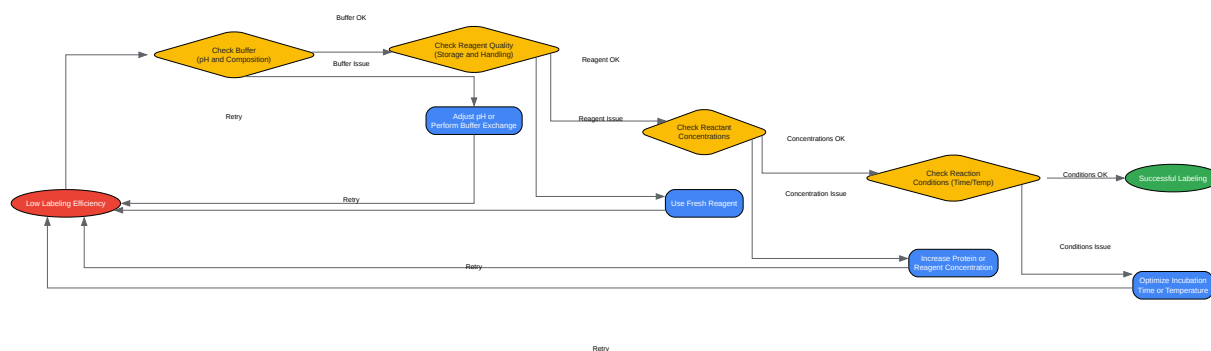 Buffer OK
Check Buffer
(pH and Composition)
Check Reagent Quality
(Storage and Handling)
Buffer Issue
Reagent OK
Adjust pH or
Perform Buffer Exchange
Retry
Reagent Issue
Check Reactant
Concentrations
Concentrations OK
Check Reaction
Conditions (Time/Temp)
Conditions OK
Successful Labeling
Low Labeling Efficiency
Retry
Use Fresh Reagent
Concentration Issue
Conditions Issue
Retry
Increase Protein or
Reagent Concentration
Optimize Incubation
Time or Temperature
Retry